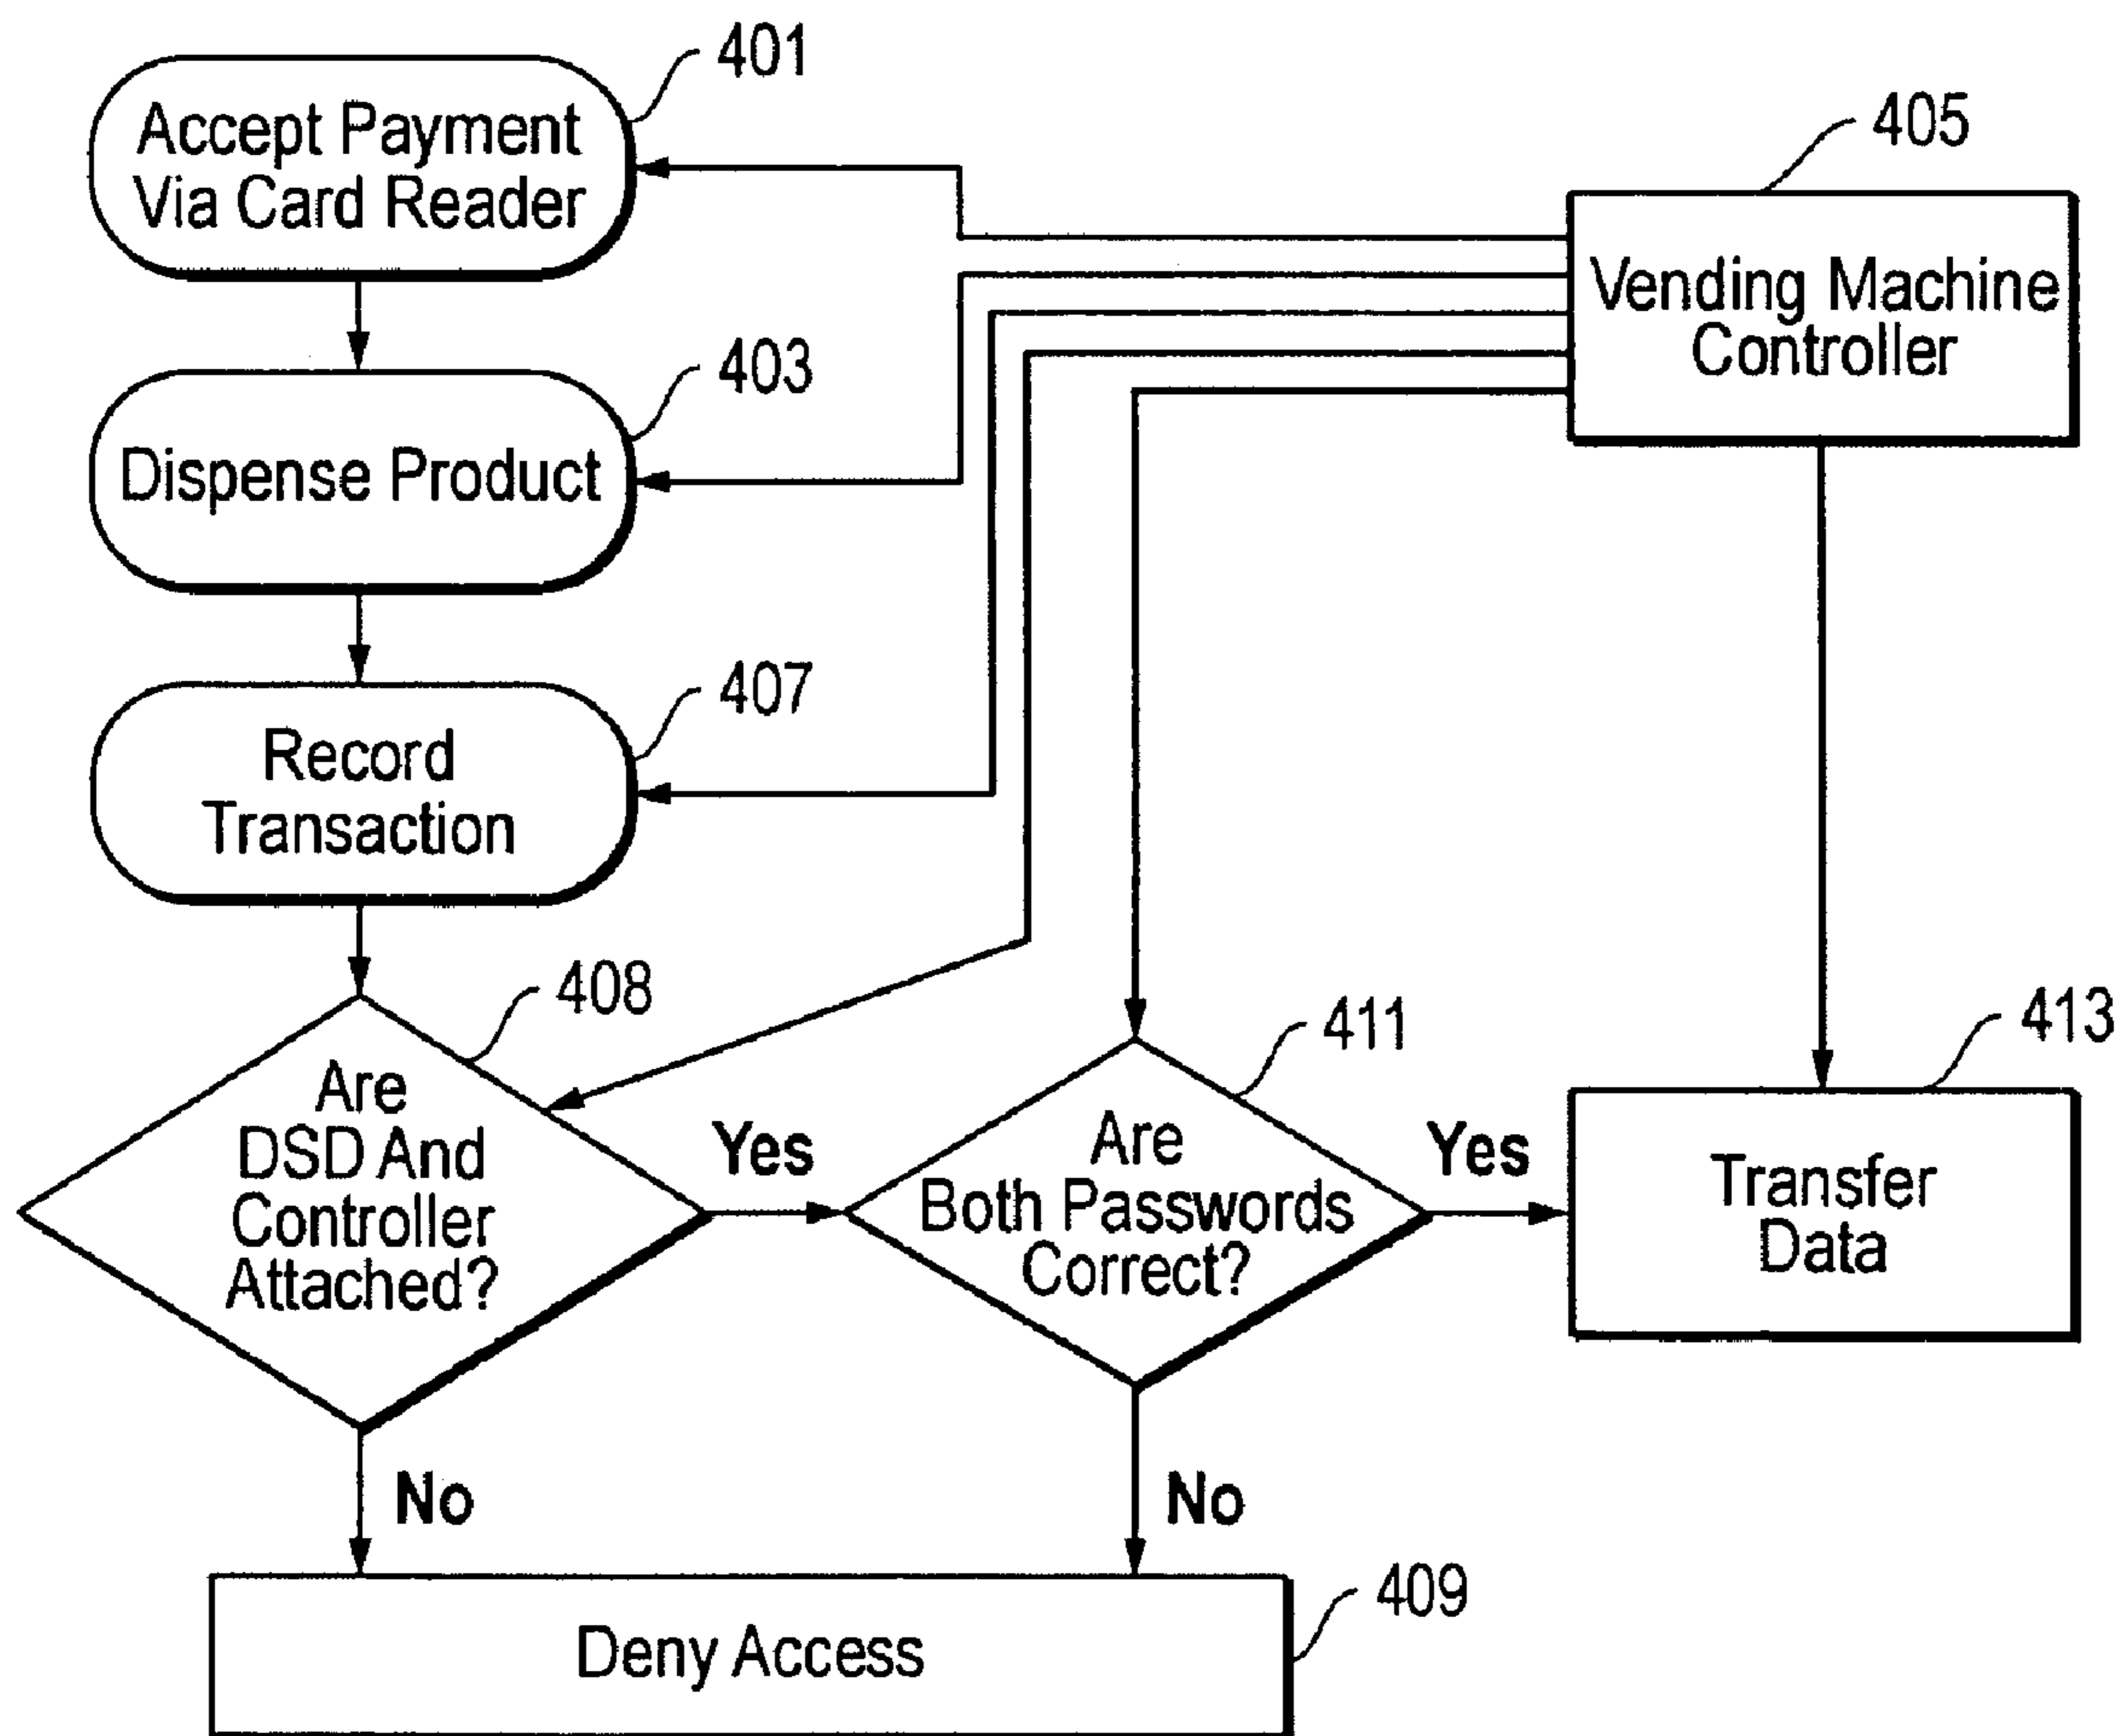 401
Accept Payment
Via Card Reader
405
Vending Machine
Controller
403
Dispense Product
407
Record
Transaction
408
Are
DSD And
Controller
Attached?
Yes
411
Are
Both Passwords
Correct?
Yes
413
Transfer
Data
No
No
409
Deny Access